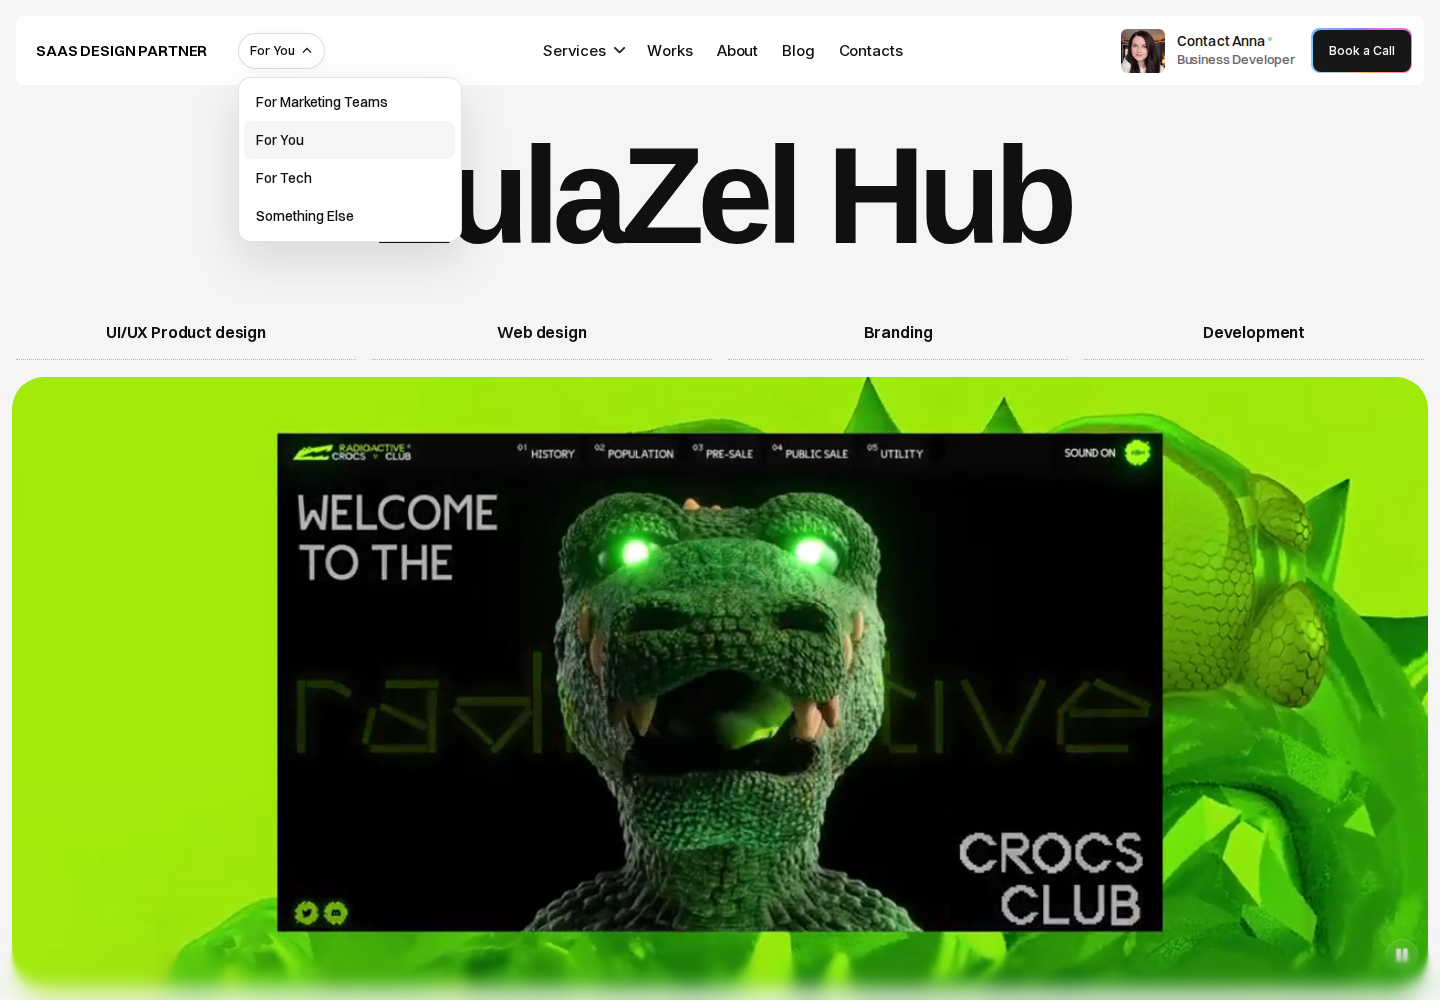 SAAS DESIGN PARTNER
For You
Services
Works
About
Blog
Contacts
Contact Anna
Business Developer
Book a Call
For Marketing Teams
For You
For Tech
Something Else
ulaZel Hub
UI/UX Product design
Web design
Branding
Development
RADIOACTIVE
CROCS CLUB
01 HISTORY
02 POPULATION
03 PRE-SALE
04 PUBLIC SALE
05 UTILITY
SOUND ON
WELCOME
TO THE
CROCS
CLUB